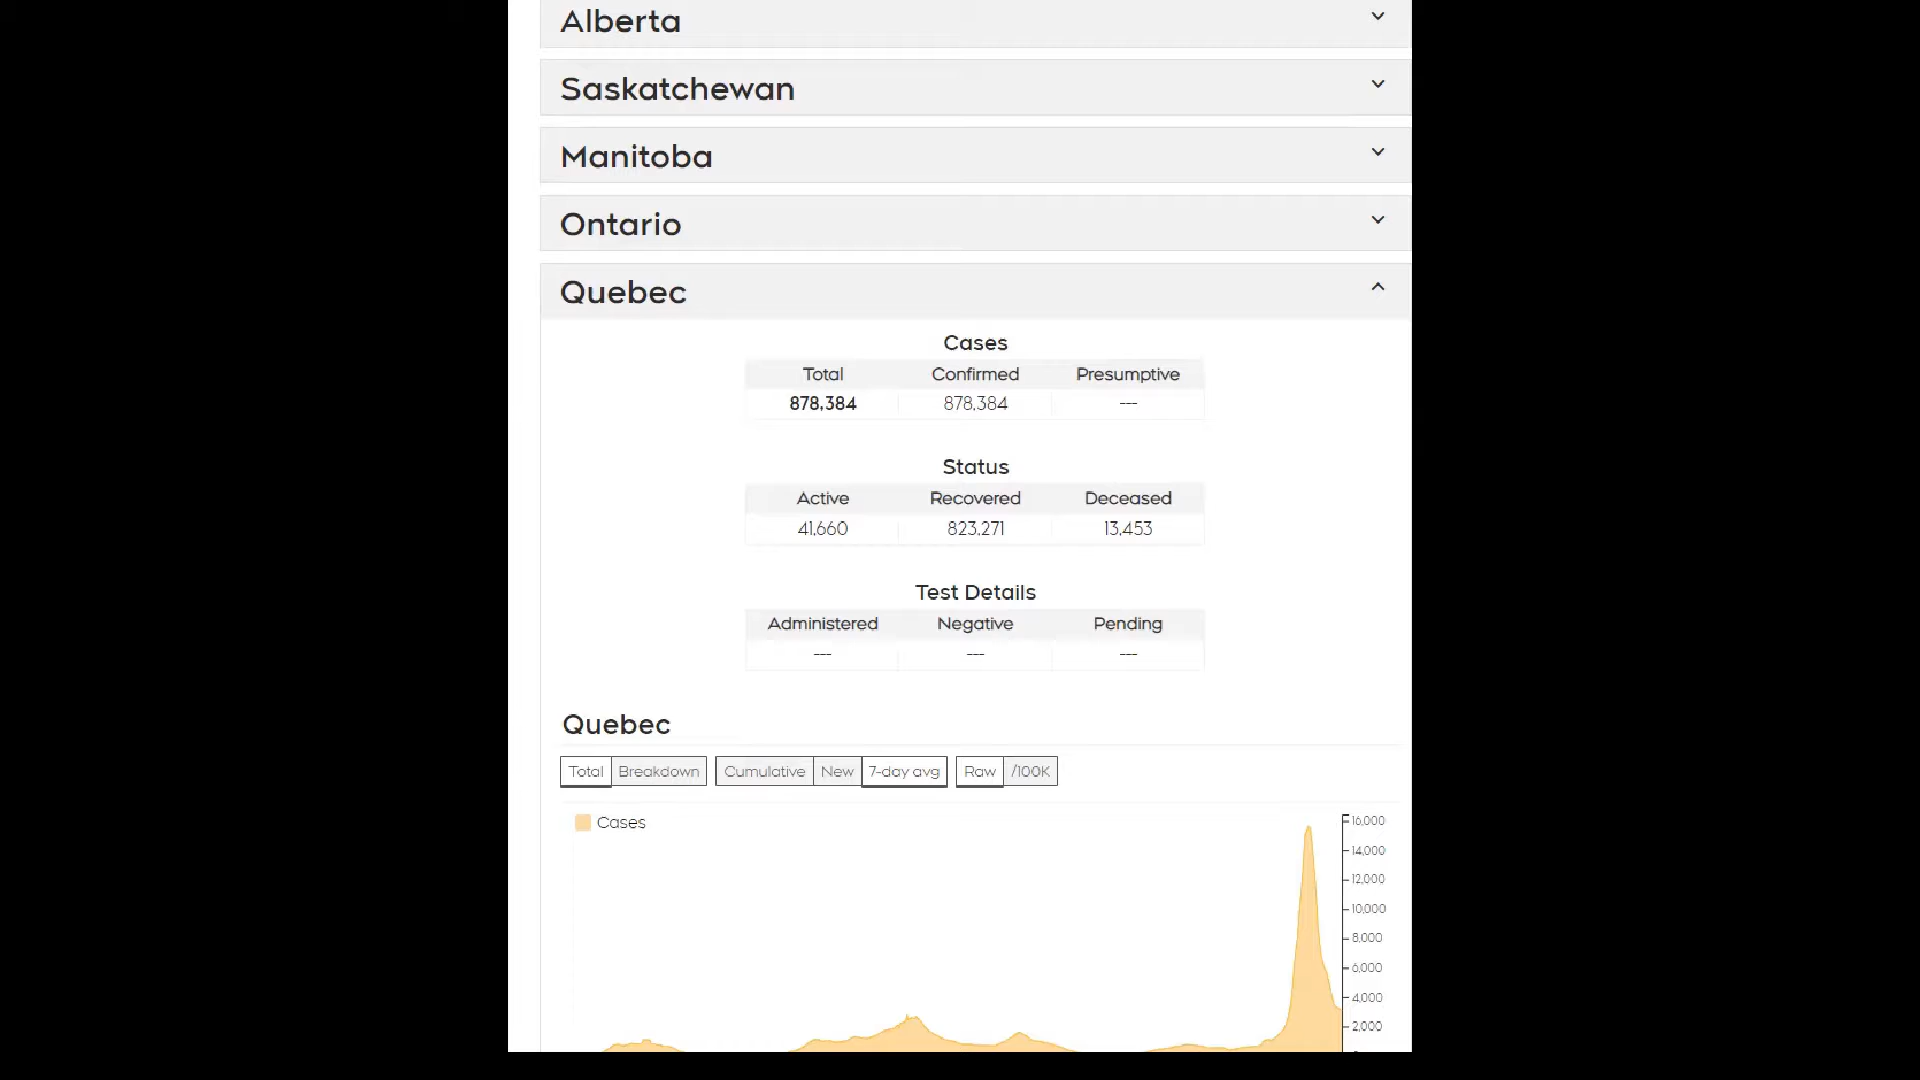 Alberta
Saskatchewan
Manitoba
Ontario
Quebec
Cases
Total Confirmed Presumptive
878,384 878,384 ---
Status
Active Recovered Deceased
41,660 823,271 13,453
Test Details
Administered Negative Pending
--- --- ---
Quebec
Total Breakdown Cumulative New 7-day avg Raw /100K
Cases
16,000
14,000
12,000
10,000
8,000
6,000
4,000
2,000